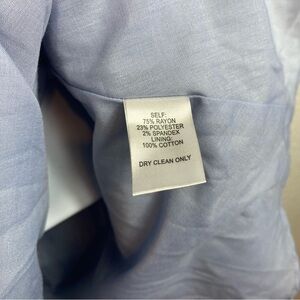 SELF:
75% RAYON
23% POLYESTER
2% SPANDEX
LINING:
100% COTTON
DRY CLEAN ONLY